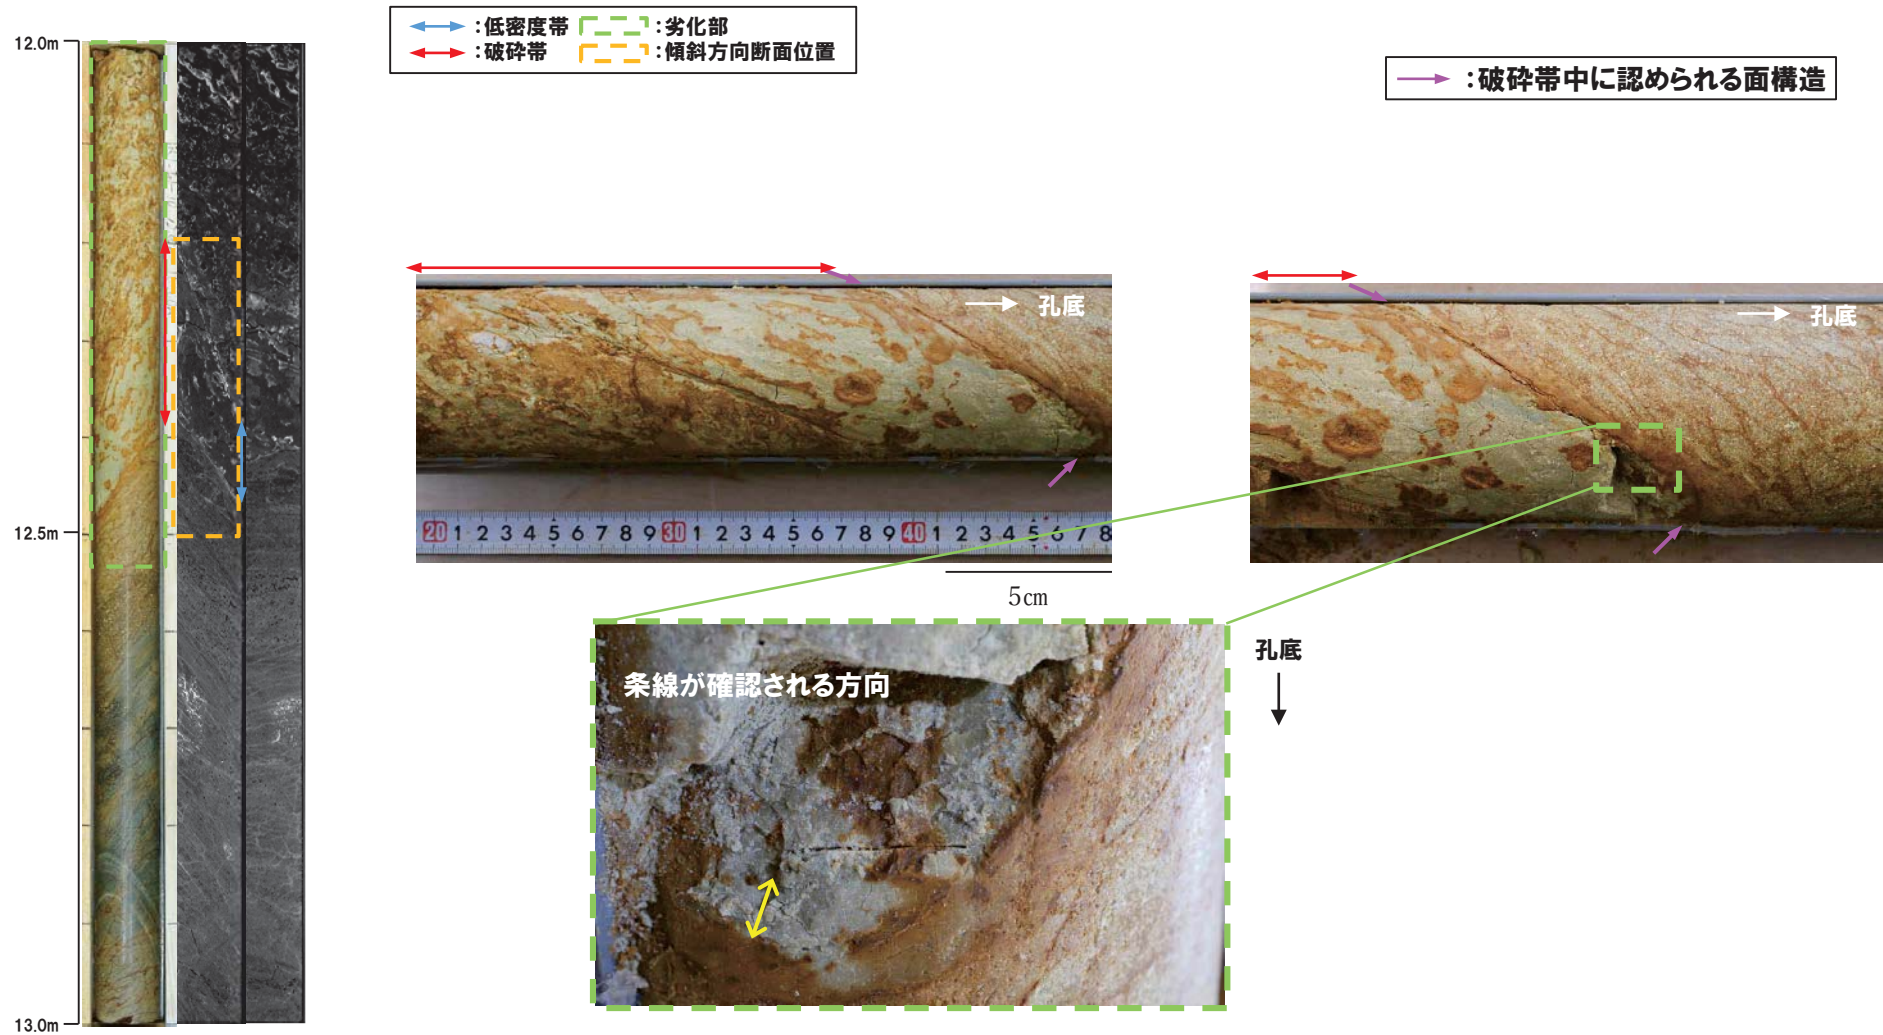 12.0m
12.5m
13.0m
:低密度帯
:劣化部
:破砕帯
:傾斜方向断面位置
:破砕帯中に認められる面構造
孔底
孔底
20 1 2 3 4 5 6 7 8 9 30 1 2 3 4 5 6 7 8 9 40 1 2 3 4 5 6 7 8
5cm
条線が確認される方向
孔底